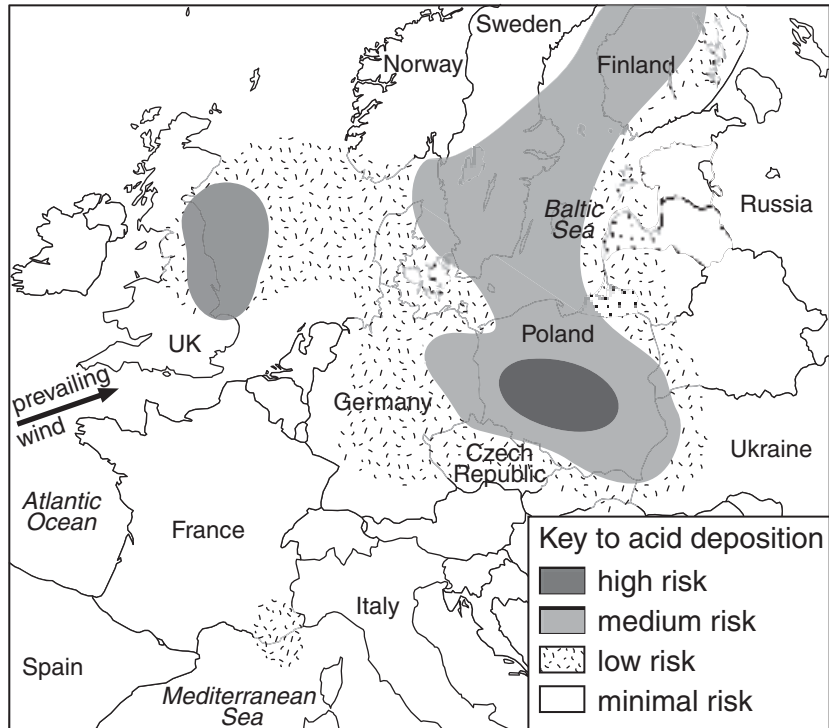 Sweden
Norway
Finland
Baltic
Sea
Russia
UK
Poland
prevailing
wind
Germany
Czech
Republic
Ukraine
Atlantic
Ocean
France
Italy
Spain
Mediterranean
Sea
Key to acid deposition
high risk
medium risk
low risk
minimal risk